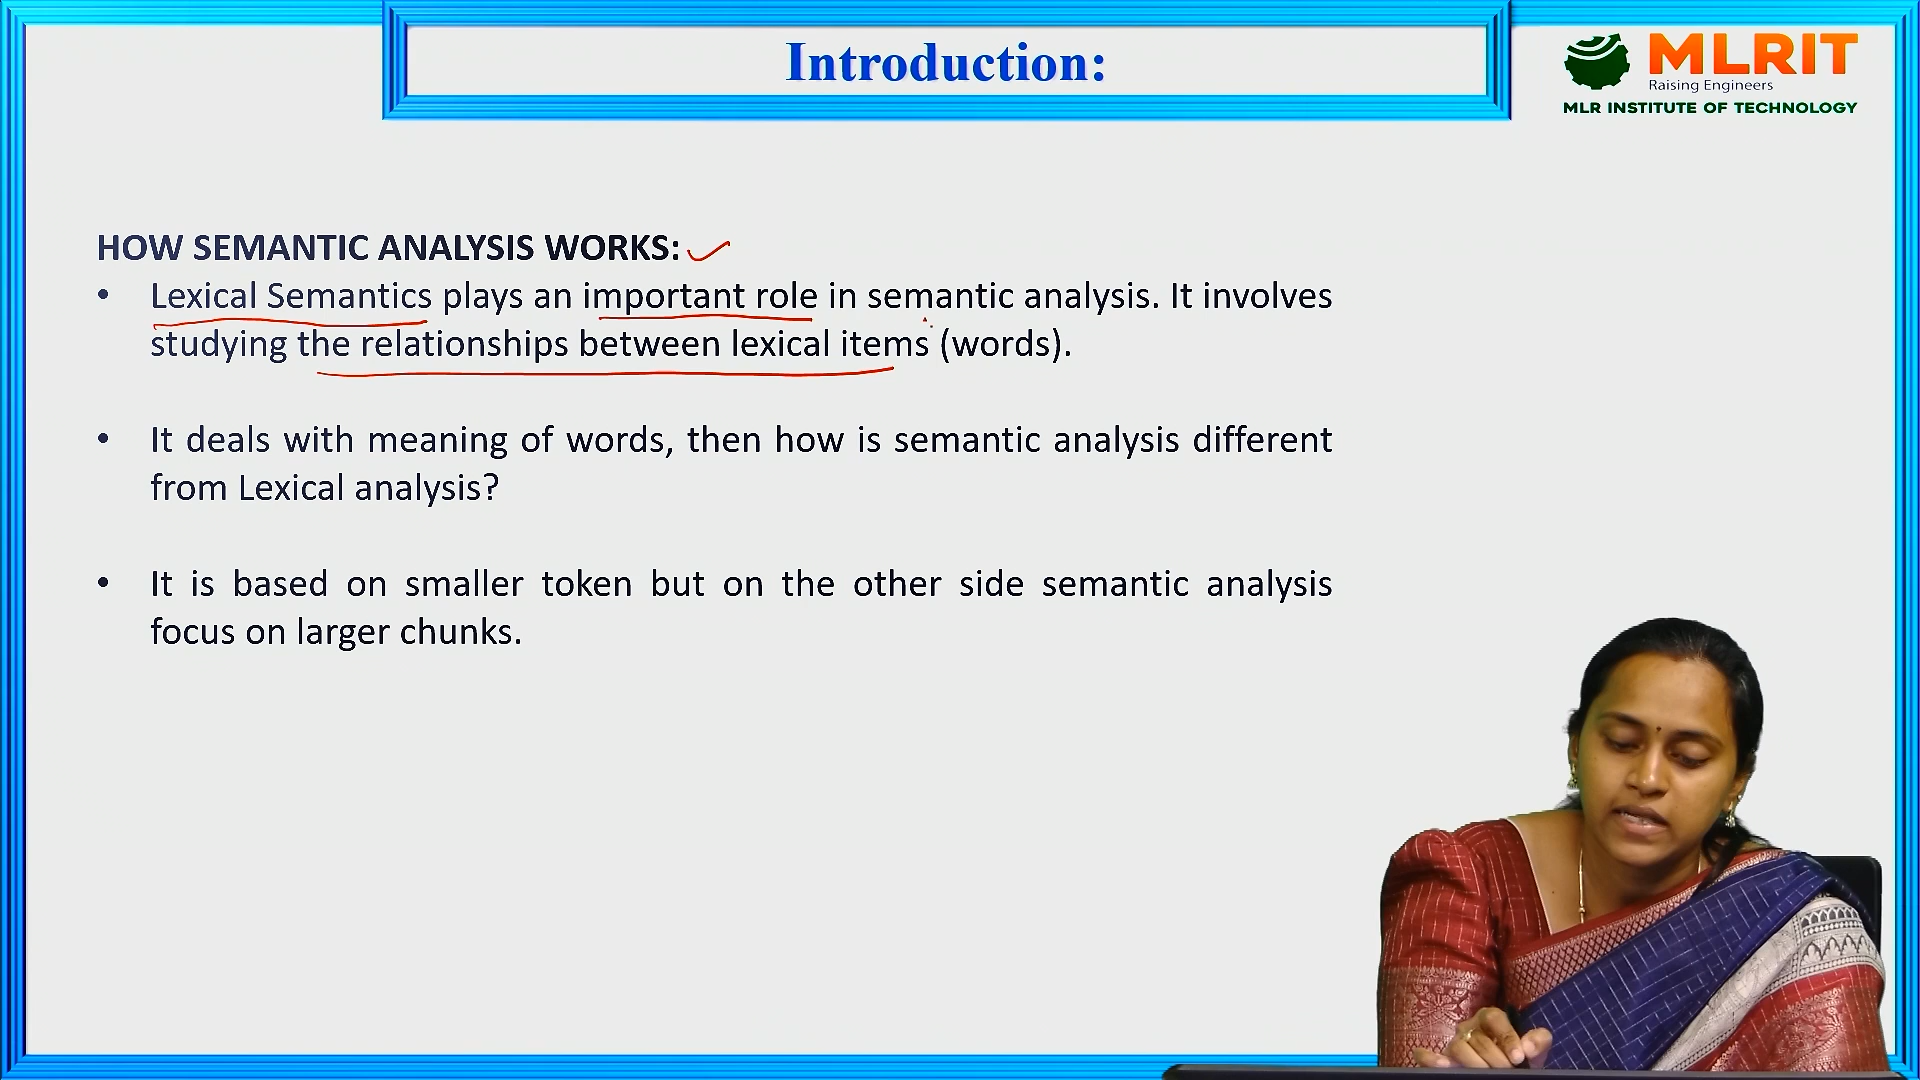 Introduction:
MLRIT
Raising Engineers
MLR INSTITUTE OF TECHNOLOGY
HOW SEMANTIC ANALYSIS WORKS:
• Lexical Semantics plays an important role in semantic analysis. It involves
studying the relationships between lexical items (words).
• It deals with meaning of words, then how is semantic analysis different
from Lexical analysis?
• It is based on smaller token but on the other side semantic analysis
focus on larger chunks.